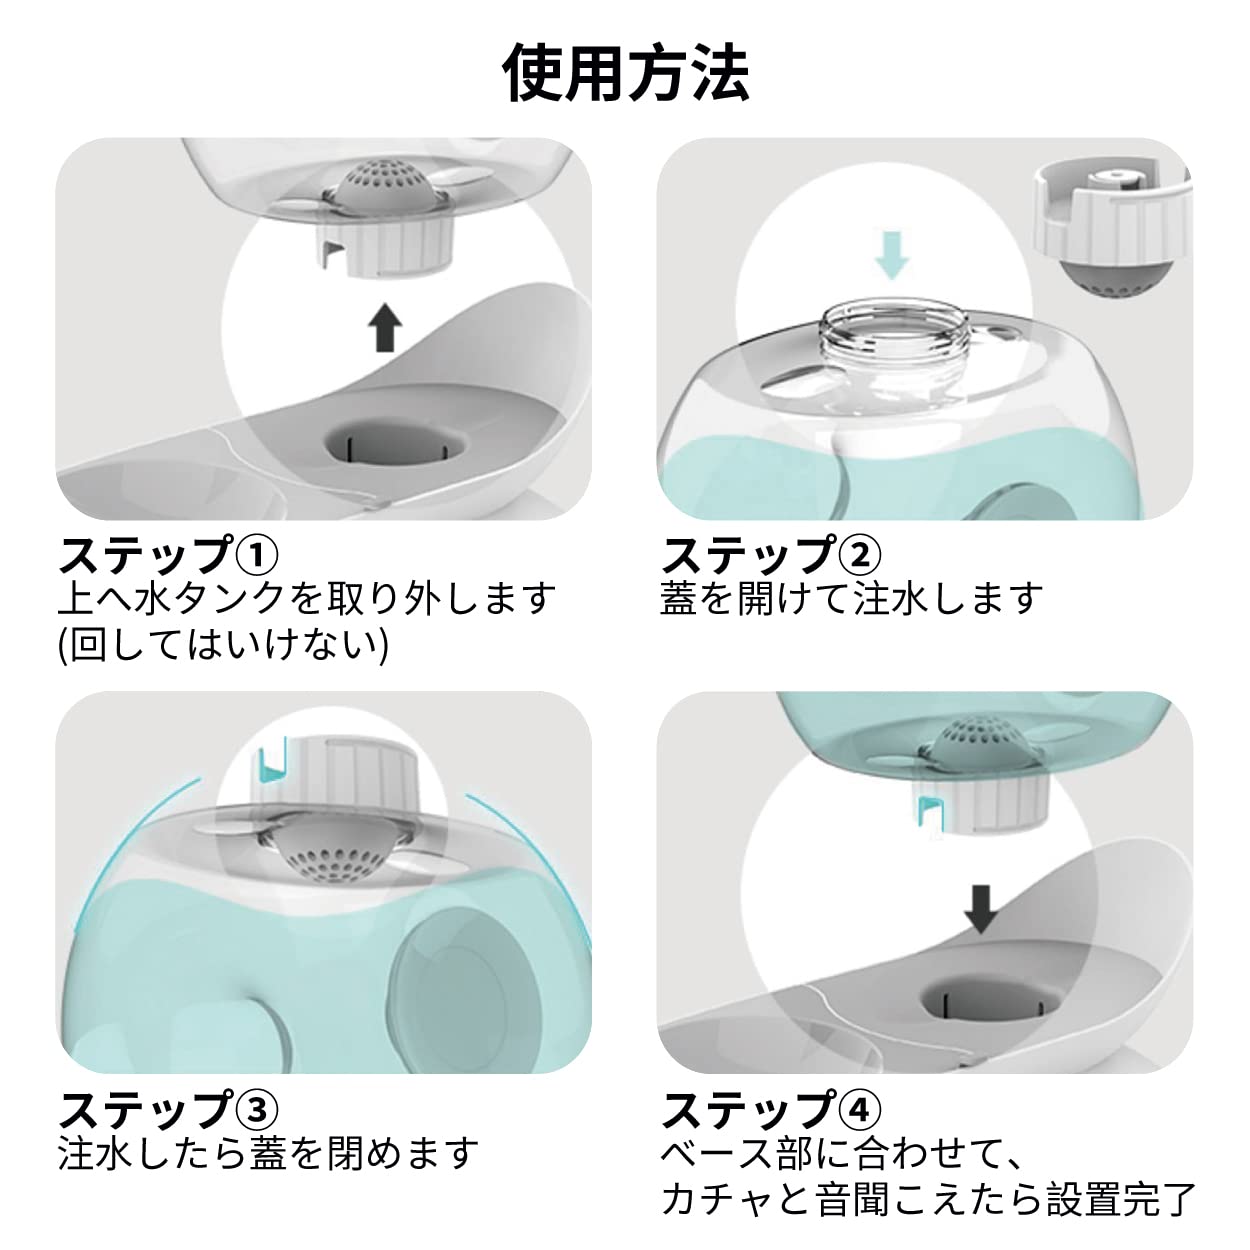 使用方法
ステップ①
上へ水タンクを取り外します
(回してはいけない)
ステップ②
蓋を開けて注水します
ステップ③
注水したら蓋を閉めます
ステップ④
ベース部に合わせて、
カチャと音聞こえたら設置完了